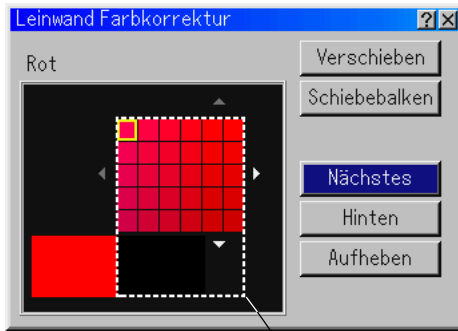 Leinwand Farbkorrektur
Rot
Verschieben
Schiebebalken
Nächstes
Hinten
Aufheben